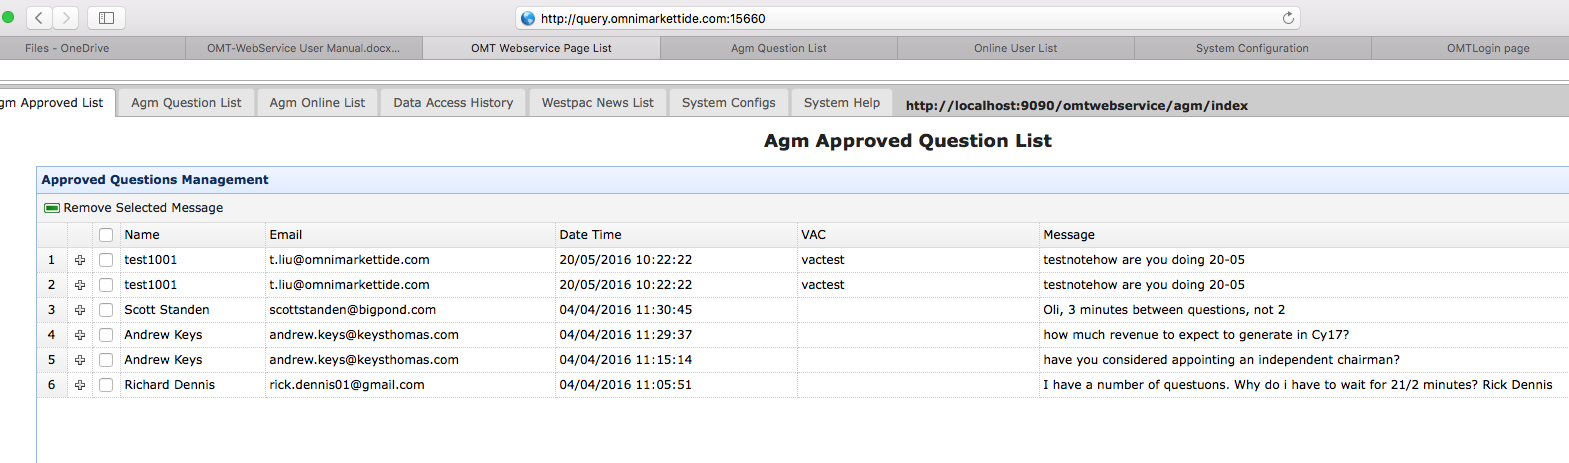 http://query.omnimarkettide.com:15660
Files - OneDrive OMT-WebService User Manual.docx... OMT Webservice Page List Agm Question List Online User List System Configuration OMTLogin page
gm Approved List Agm Question List Agm Online List Data Access History Westpac News List System Configs System Help http://localhost:9090/omtwebservice/agm/index
Agm Approved Question List
Approved Questions Management
Remove Selected Message
Name Email Date Time VAC Message
1 test1001 t.liu@omnimarkettide.com 20/05/2016 10:22:22 vactest testnotehow are you doing 20-05
2 test1001 t.liu@omnimarkettide.com 20/05/2016 10:22:22 vactest testnotehow are you doing 20-05
3 Scott Standen scottstanden@bigpond.com 04/04/2016 11:30:45 Oli, 3 minutes between questions, not 2
4 Andrew Keys andrew.keys@keysthomas.com 04/04/2016 11:29:37 how much revenue to expect to generate in Cy17?
5 Andrew Keys andrew.keys@keysthomas.com 04/04/2016 11:15:14 have you considered appointing an independent chairman?
6 Richard Dennis rick.dennis01@gmail.com 04/04/2016 11:05:51 I have a number of questuons. Why do i have to wait for 21/2 minutes? Rick Dennis